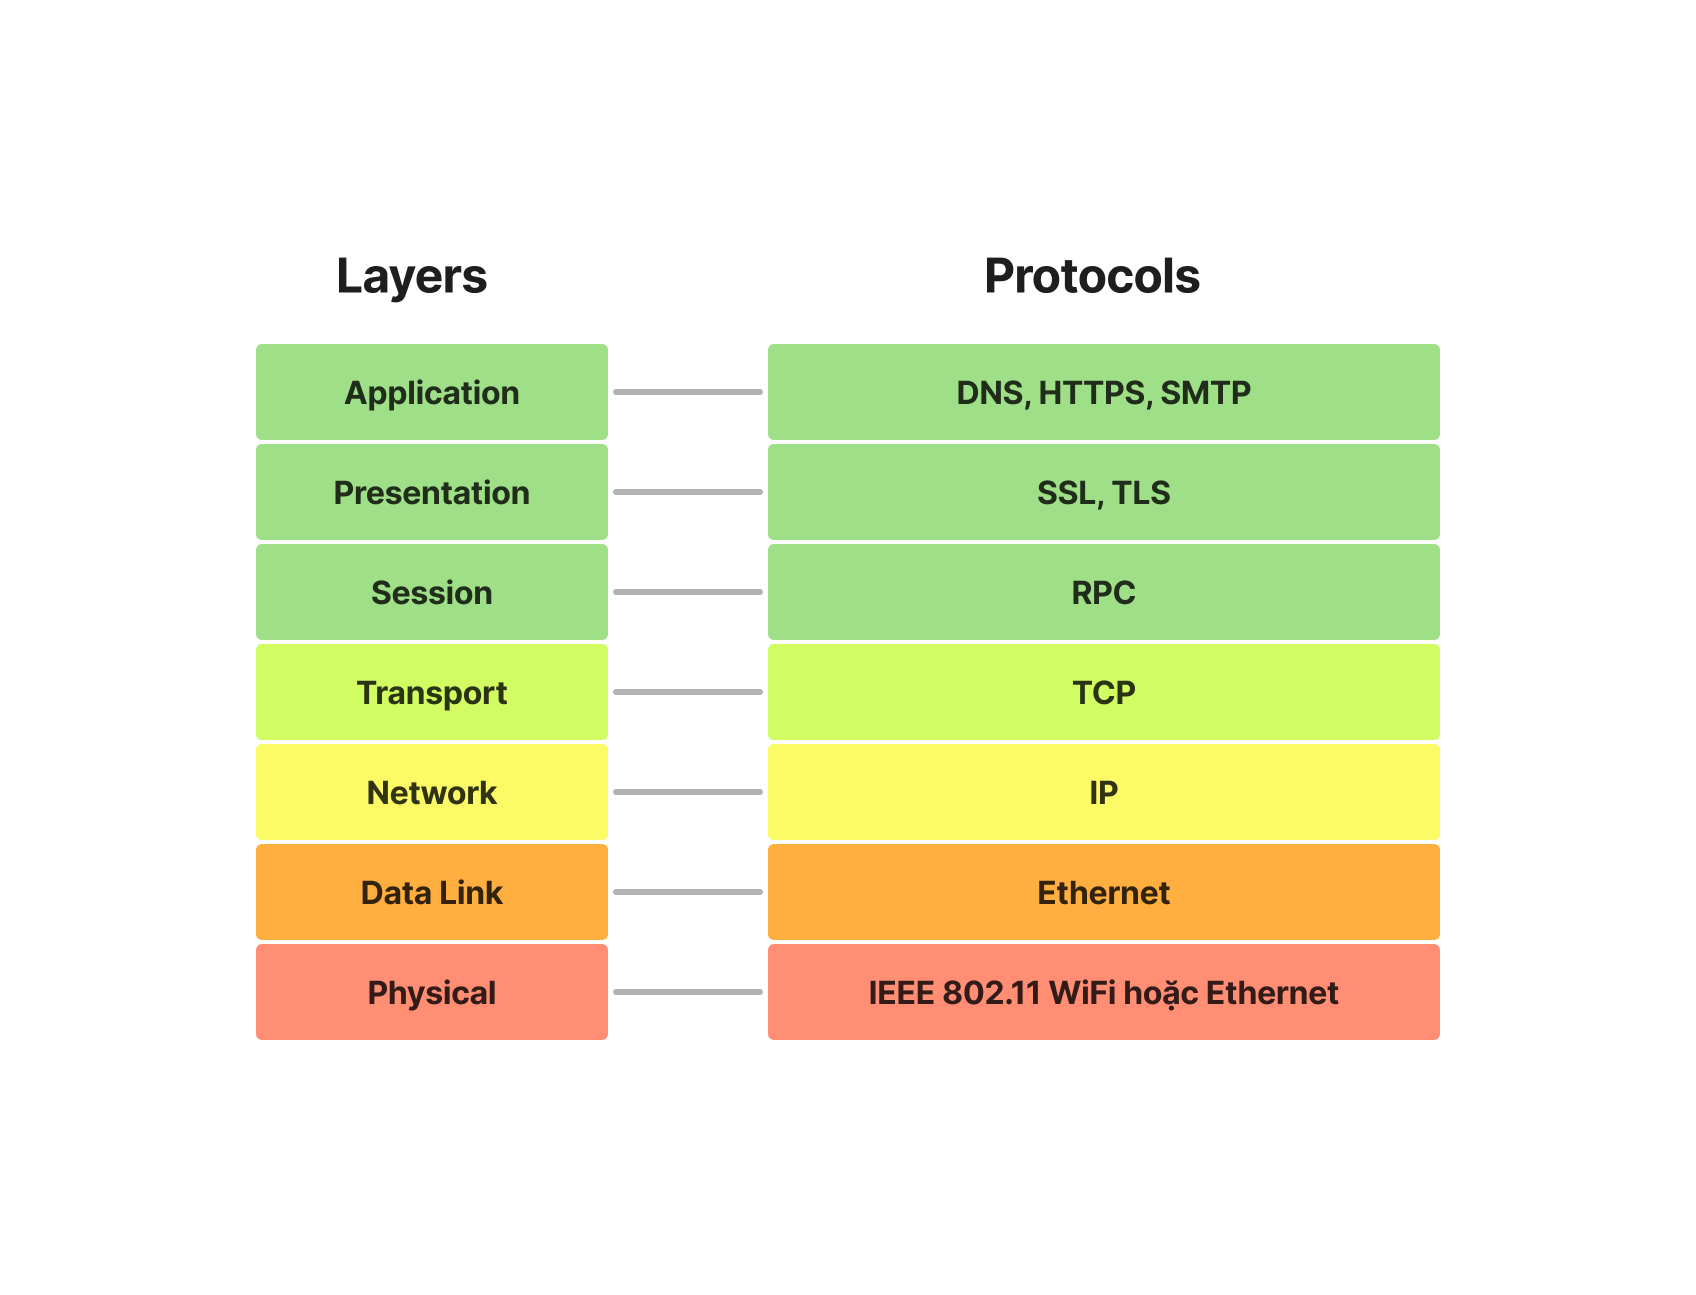 Layers
Protocols
Application
DNS, HTTPS, SMTP
Presentation
SSL, TLS
Session
RPC
Transport
TCP
Network
IP
Data Link
Ethernet
Physical
IEEE 802.11 WiFi hoặc Ethernet